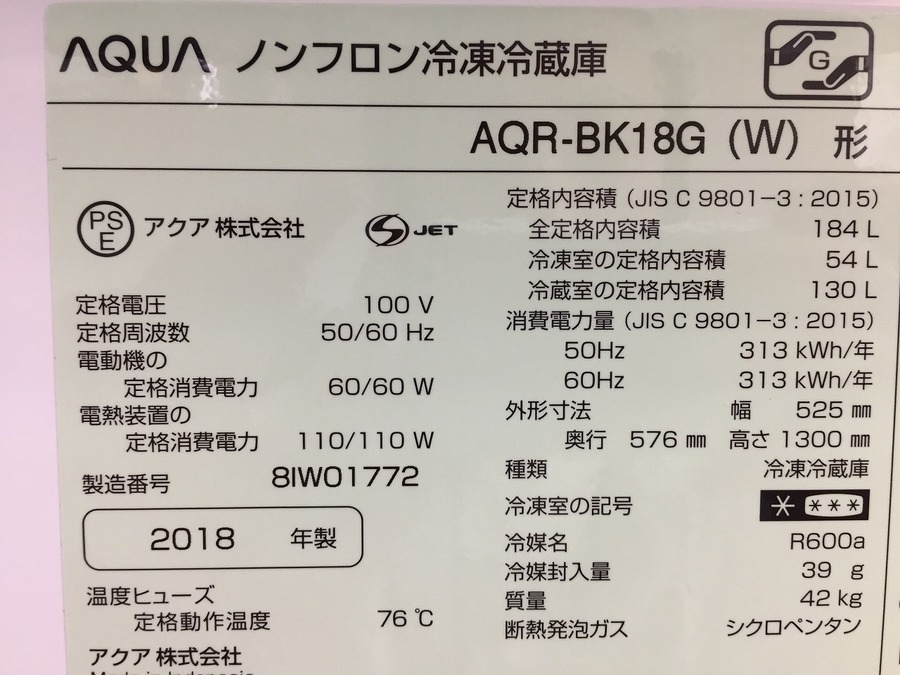 AQUA ノンフロン冷凍冷蔵庫
G
AQR-BK18G (W) 形
PS
E
アクア 株式会社
S JET
定格電圧 100 V
定格周波数 50/60 Hz
電動機の
定格消費電力 60/60 W
電熱装置の
定格消費電力 110/110 W
製造番号 8IW01772
2018 年製
温度ヒューズ
定格動作温度 76 ℃
アクア 株式会社
Made in Indonesia
定格内容積 (JIS C 9801−3 : 2015)
全定格内容積 184 L
冷凍室の定格内容積 54 L
冷蔵室の定格内容積 130 L
消費電力量 (JIS C 9801−3 : 2015)
50Hz 313 kWh/年
60Hz 313 kWh/年
外形寸法 幅 525 ㎜
奥行 576 ㎜ 高さ 1300 ㎜
種類 冷凍冷蔵庫
冷凍室の記号 * ***
冷媒名 R600a
冷媒封入量 39 g
質量 42 kg
断熱発泡ガス シクロペンタン